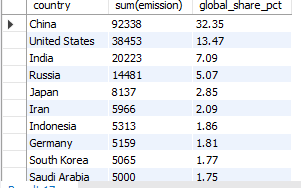 country sum(emission) global_share_pct
China 92338 32.35
United States 38453 13.47
India 20223 7.09
Russia 14481 5.07
Japan 8137 2.85
Iran 5966 2.09
Indonesia 5313 1.86
Germany 5159 1.81
South Korea 5065 1.77
Saudi Arabia 5000 1.75